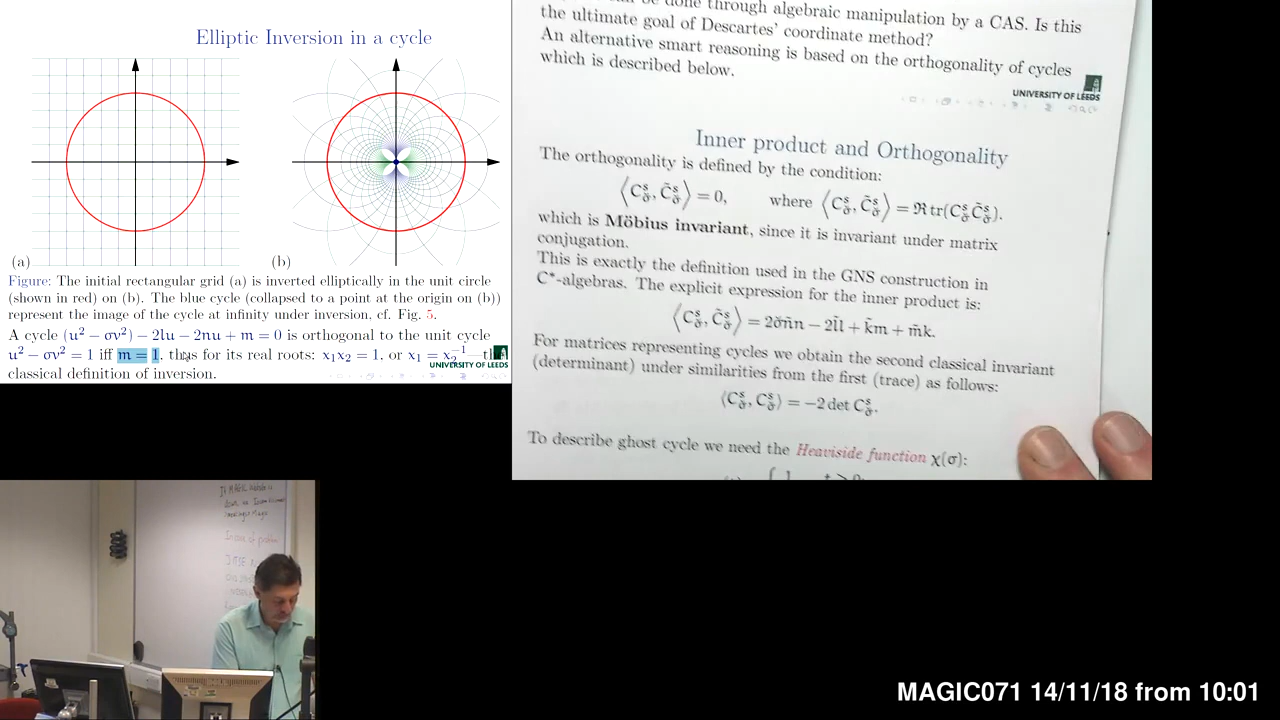 Elliptic Inversion in a cycle
(a)
(b)
Figure: The initial rectangular grid (a) is inverted elliptically in the unit circle
(shown in red) on (b). The blue cycle (collapsed to a point at the origin on (b))
represent the image of the cycle at infinity under inversion, cf. Fig. 5.
A cycle (u² − σv²) − 2lu − 2nu + m = 0 is orthogonal to the unit cycle
u² − σv² = 1 iff m = 1, thus for its real roots: x₁x₂ = 1, or x₁ = x₂⁻¹—the
classical definition of inversion.
UNIVERSITY OF LEEDS
done through algebraic manipulation by a CAS. Is this
the ultimate goal of Descartes' coordinate method?
An alternative smart reasoning is based on the orthogonality of cycles
which is described below.
UNIVERSITY OF LEEDS
Inner product and Orthogonality
The orthogonality is defined by the condition:
⟨C^s_σ̆, C̃^s_σ̆⟩ = 0, where ⟨C^s_σ̆, C̃^s_σ̆⟩ = ℜ tr(C^s_σ̆ C̃^s_σ̆).
which is Möbius invariant, since it is invariant under matrix
conjugation.
This is exactly the definition used in the GNS construction in
C*-algebras. The explicit expression for the inner product is:
⟨C^s_σ̆, C̃^s_σ̆⟩ = 2σ̆ñn − 2l̃l + k̃m + m̃k.
For matrices representing cycles we obtain the second classical invariant
(determinant) under similarities from the first (trace) as follows:
⟨C^s_σ̆, C^s_σ̆⟩ = −2 det C^s_σ̆.
To describe ghost cycle we need the Heaviside function χ(σ):
MAGIC071 14/11/18 from 10:01